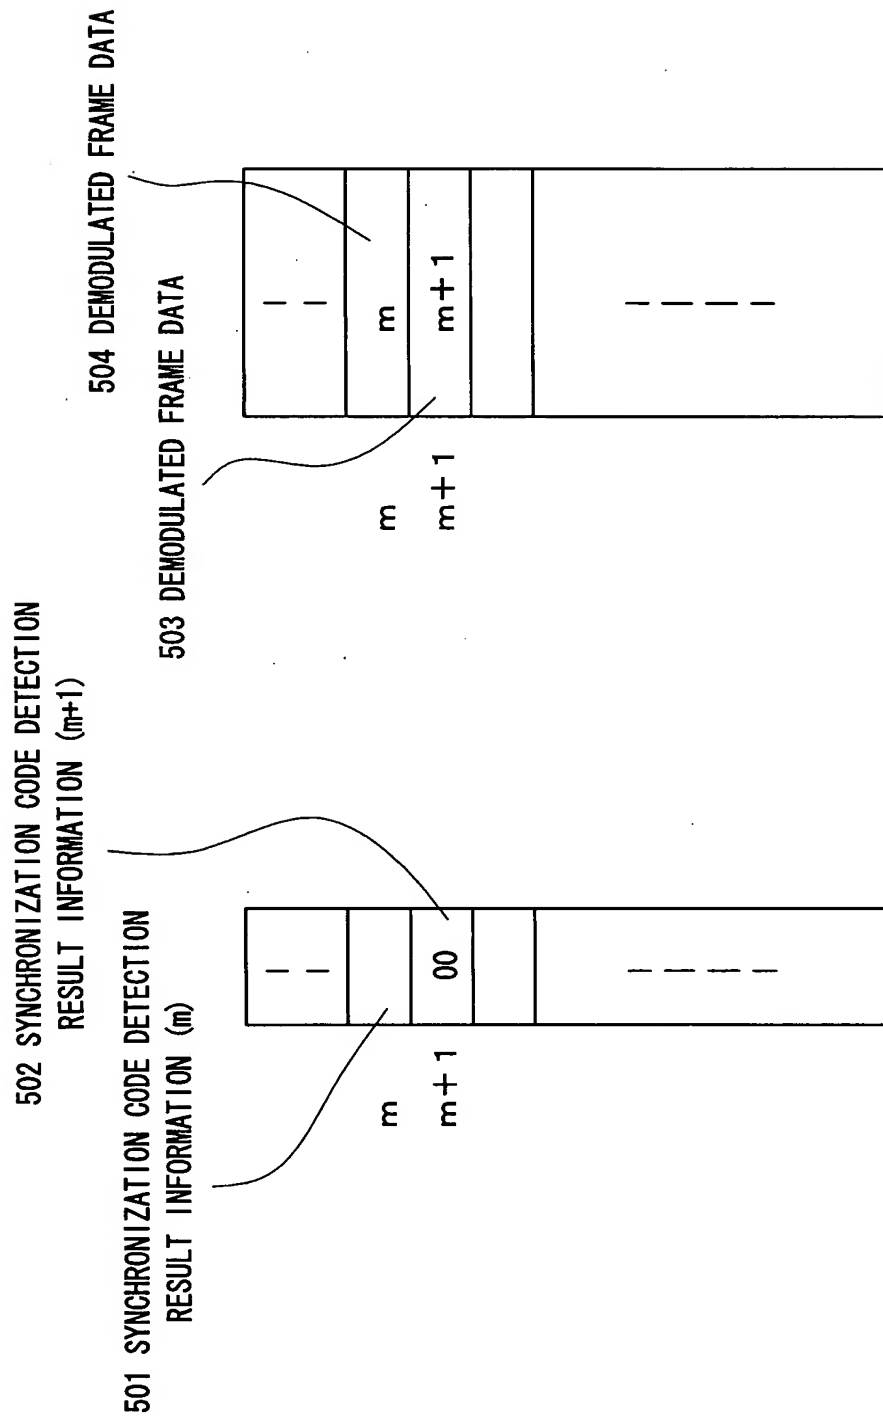 502 SYNCHRONIZATION CODE DETECTION
RESULT INFORMATION (m+1)
501 SYNCHRONIZATION CODE DETECTION
RESULT INFORMATION (m)
m
m+1
00
504 DEMODULATED FRAME DATA
503 DEMODULATED FRAME DATA
m
m+1
m
m+1